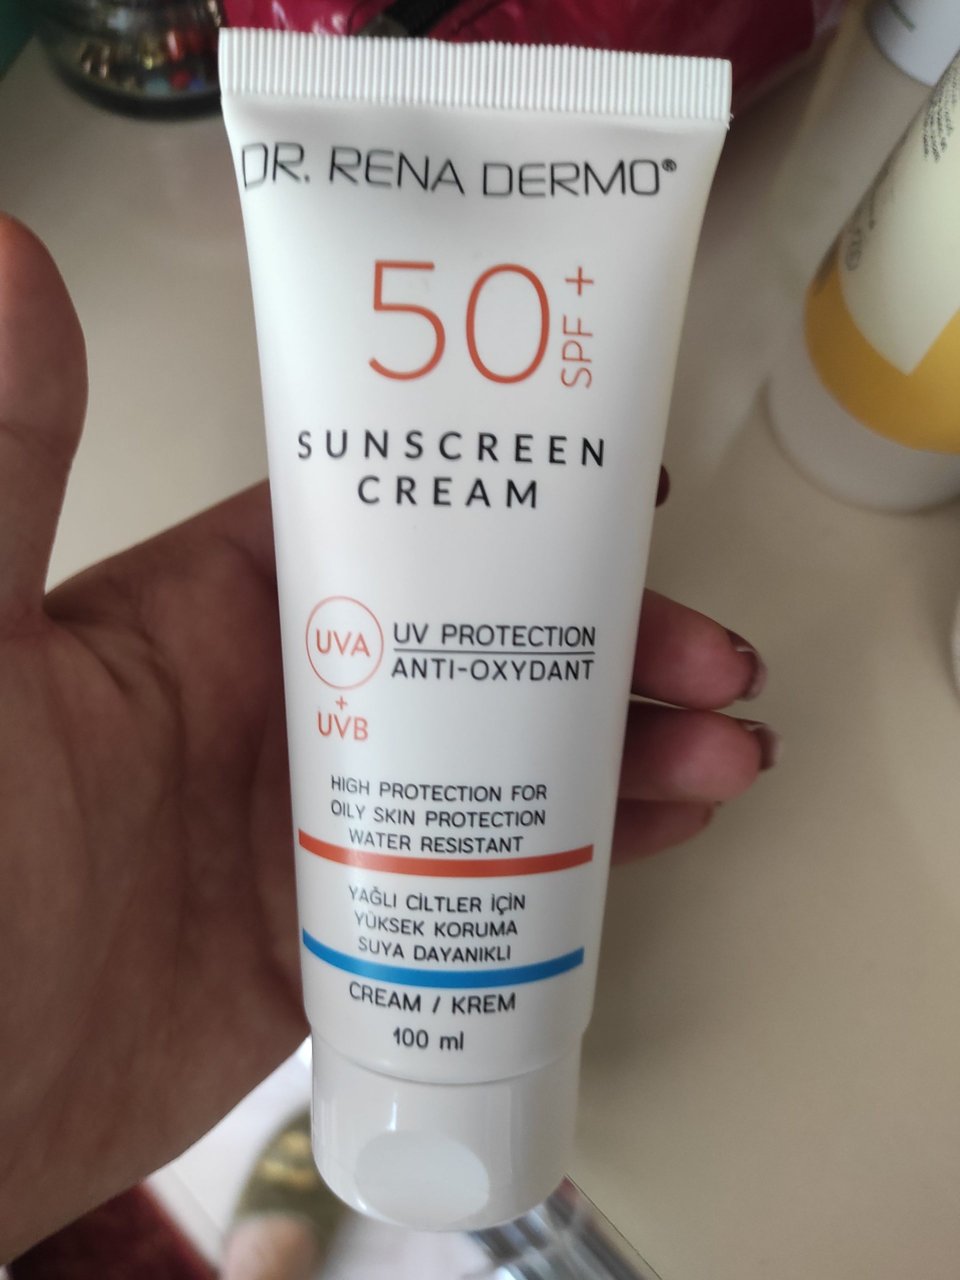 DR. RENA DERMO®
50 SPF +
SUNSCREEN
CREAM
UVA
+
UVB
UV PROTECTION
ANTI-OXYDANT
HIGH PROTECTION FOR
OILY SKIN PROTECTION
WATER RESISTANT
YAĞLI CİLTLER İÇİN
YÜKSEK KORUMA
SUYA DAYANIKLI
CREAM / KREM
100 ml